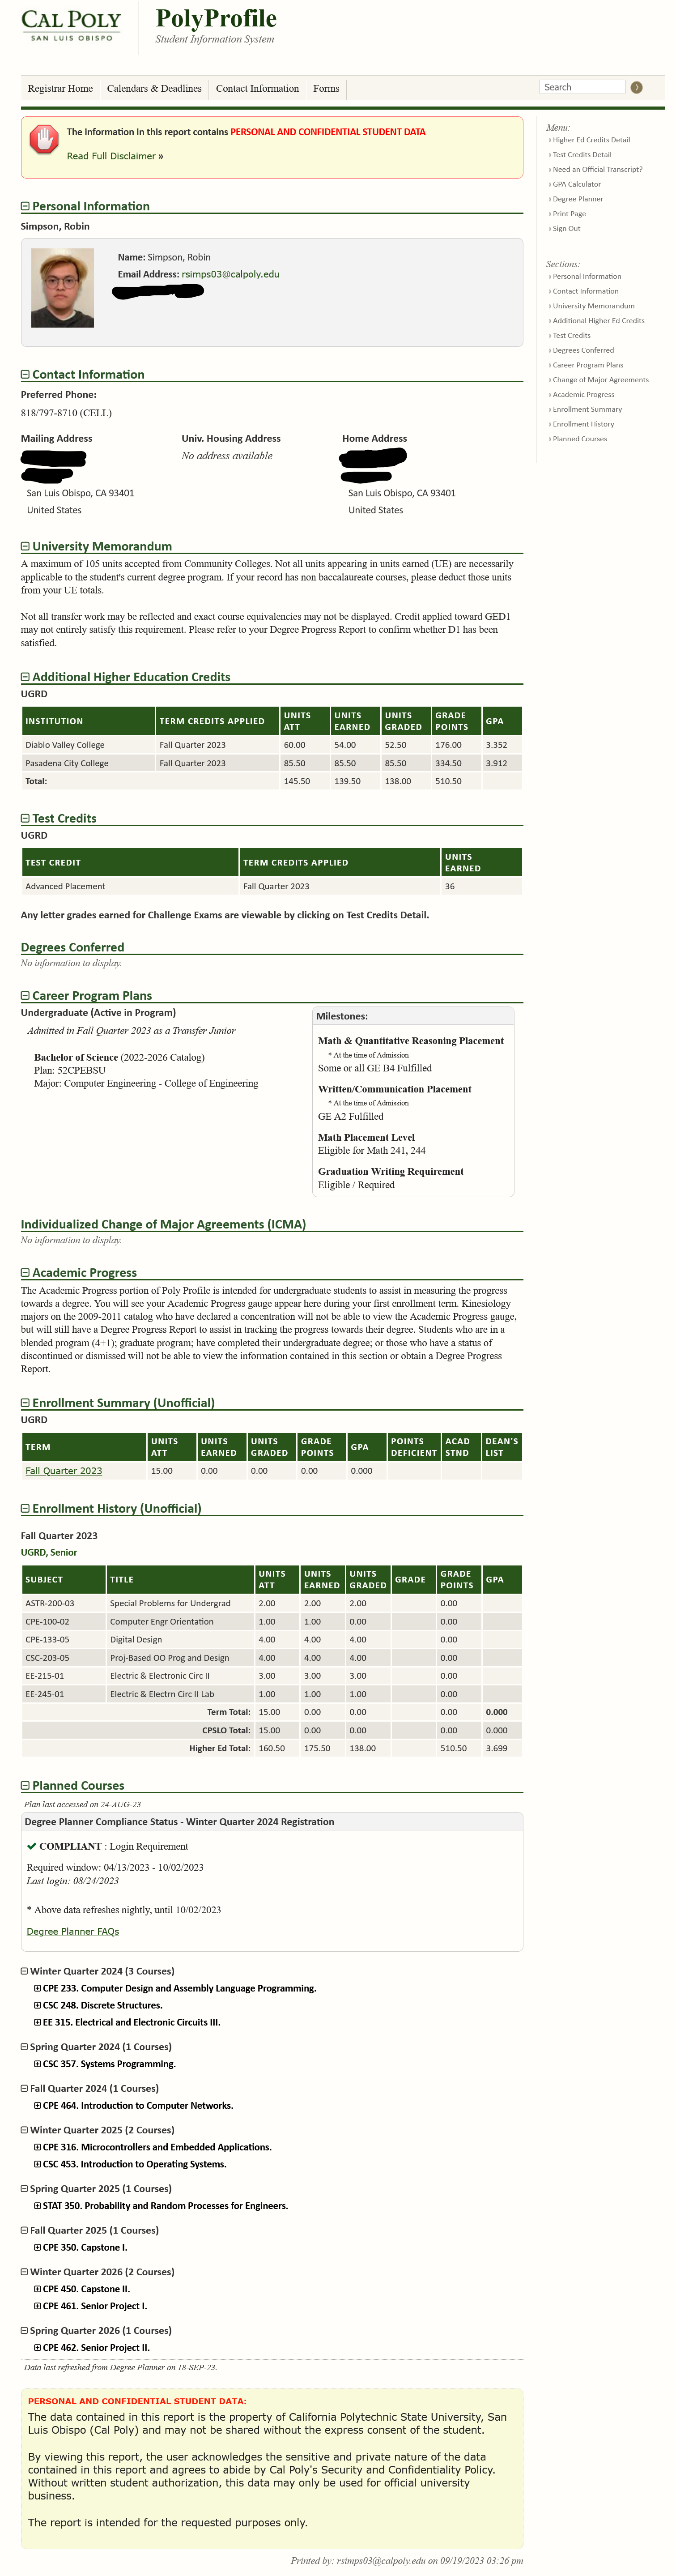 CAL POLY
SAN LUIS OBISPO
PolyProfile
Student Information System
Registrar Home
Calendars & Deadlines
Contact Information
Forms
Search
The information in this report contains PERSONAL AND CONFIDENTIAL STUDENT DATA
Read Full Disclaimer »
Menu:
› Higher Ed Credits Detail
› Test Credits Detail
› Need an Official Transcript?
› GPA Calculator
› Degree Planner
› Print Page
› Sign Out
Sections:
› Personal Information
› Contact Information
› University Memorandum
› Additional Higher Ed Credits
› Test Credits
› Degrees Conferred
› Career Program Plans
› Change of Major Agreements
› Academic Progress
› Enrollment Summary
› Enrollment History
› Planned Courses
Personal Information
Simpson, Robin
Name: Simpson, Robin
Email Address: rsimps03@calpoly.edu
Contact Information
Preferred Phone:
818/797-8710 (CELL)
Mailing Address Univ. Housing Address Home Address
No address available
San Luis Obispo, CA 93401 San Luis Obispo, CA 93401
United States United States
University Memorandum
A maximum of 105 units accepted from Community Colleges. Not all units appearing in units earned (UE) are necessarily
applicable to the student's current degree program. If your record has non baccalaureate courses, please deduct those units
from your UE totals.
Not all transfer work may be reflected and exact course equivalencies may not be displayed. Credit applied toward GED1
may not entirely satisfy this requirement. Please refer to your Degree Progress Report to confirm whether D1 has been
satisfied.
Additional Higher Education Credits
UGRD
INSTITUTION TERM CREDITS APPLIED UNITS ATT UNITS EARNED UNITS GRADED GRADE POINTS GPA
Diablo Valley College Fall Quarter 2023 60.00 54.00 52.50 176.00 3.352
Pasadena City College Fall Quarter 2023 85.50 85.50 85.50 334.50 3.912
Total: 145.50 139.50 138.00 510.50
Test Credits
UGRD
TEST CREDIT TERM CREDITS APPLIED UNITS EARNED
Advanced Placement Fall Quarter 2023 36
Any letter grades earned for Challenge Exams are viewable by clicking on Test Credits Detail.
Degrees Conferred
No information to display.
Career Program Plans
Undergraduate (Active in Program)
Admitted in Fall Quarter 2023 as a Transfer Junior
Bachelor of Science (2022-2026 Catalog)
Plan: 52CPEBSU
Major: Computer Engineering - College of Engineering
Milestones:
Math & Quantitative Reasoning Placement
* At the time of Admission
Some or all GE B4 Fulfilled
Written/Communication Placement
* At the time of Admission
GE A2 Fulfilled
Math Placement Level
Eligible for Math 241, 244
Graduation Writing Requirement
Eligible / Required
Individualized Change of Major Agreements (ICMA)
No information to display.
Academic Progress
The Academic Progress portion of Poly Profile is intended for undergraduate students to assist in measuring the progress
towards a degree. You will see your Academic Progress gauge appear here during your first enrollment term. Kinesiology
majors on the 2009-2011 catalog who have declared a concentration will not be able to view the Academic Progress gauge,
but will still have a Degree Progress Report to assist in tracking the progress towards their degree. Students who are in a
blended program (4+1); graduate program; have completed their undergraduate degree; or those who have a status of
discontinued or dismissed will not be able to view the information contained in this section or obtain a Degree Progress
Report.
Enrollment Summary (Unofficial)
UGRD
TERM UNITS ATT UNITS EARNED UNITS GRADED GRADE POINTS GPA POINTS DEFICIENT ACAD STND DEAN'S LIST
Fall Quarter 2023 15.00 0.00 0.00 0.00 0.000
Enrollment History (Unofficial)
Fall Quarter 2023
UGRD, Senior
SUBJECT TITLE UNITS ATT UNITS EARNED UNITS GRADED GRADE GRADE POINTS GPA
ASTR-200-03 Special Problems for Undergrad 2.00 2.00 2.00 0.00
CPE-100-02 Computer Engr Orientation 1.00 1.00 0.00 0.00
CPE-133-05 Digital Design 4.00 4.00 4.00 0.00
CSC-203-05 Proj-Based OO Prog and Design 4.00 4.00 4.00 0.00
EE-215-01 Electric & Electronic Circ II 3.00 3.00 3.00 0.00
EE-245-01 Electric & Electrn Circ II Lab 1.00 1.00 1.00 0.00
Term Total: 15.00 0.00 0.00 0.00 0.000
CPSLO Total: 15.00 0.00 0.00 0.00 0.000
Higher Ed Total: 160.50 175.50 138.00 510.50 3.699
Planned Courses
Plan last accessed on 24-AUG-23
Degree Planner Compliance Status - Winter Quarter 2024 Registration
✔ COMPLIANT : Login Requirement
Required window: 04/13/2023 - 10/02/2023
Last login: 08/24/2023
* Above data refreshes nightly, until 10/02/2023
Degree Planner FAQs
Winter Quarter 2024 (3 Courses)
CPE 233. Computer Design and Assembly Language Programming.
CSC 248. Discrete Structures.
EE 315. Electrical and Electronic Circuits III.
Spring Quarter 2024 (1 Courses)
CSC 357. Systems Programming.
Fall Quarter 2024 (1 Courses)
CPE 464. Introduction to Computer Networks.
Winter Quarter 2025 (2 Courses)
CPE 316. Microcontrollers and Embedded Applications.
CSC 453. Introduction to Operating Systems.
Spring Quarter 2025 (1 Courses)
STAT 350. Probability and Random Processes for Engineers.
Fall Quarter 2025 (1 Courses)
CPE 350. Capstone I.
Winter Quarter 2026 (2 Courses)
CPE 450. Capstone II.
CPE 461. Senior Project I.
Spring Quarter 2026 (1 Courses)
CPE 462. Senior Project II.
Data last refreshed from Degree Planner on 18-SEP-23.
PERSONAL AND CONFIDENTIAL STUDENT DATA:
The data contained in this report is the property of California Polytechnic State University, San
Luis Obispo (Cal Poly) and may not be shared without the express consent of the student.
By viewing this report, the user acknowledges the sensitive and private nature of the data
contained in this report and agrees to abide by Cal Poly's Security and Confidentiality Policy.
Without written student authorization, this data may only be used for official university
business.
The report is intended for the requested purposes only.
Printed by: rsimps03@calpoly.edu on 09/19/2023 03:26 pm